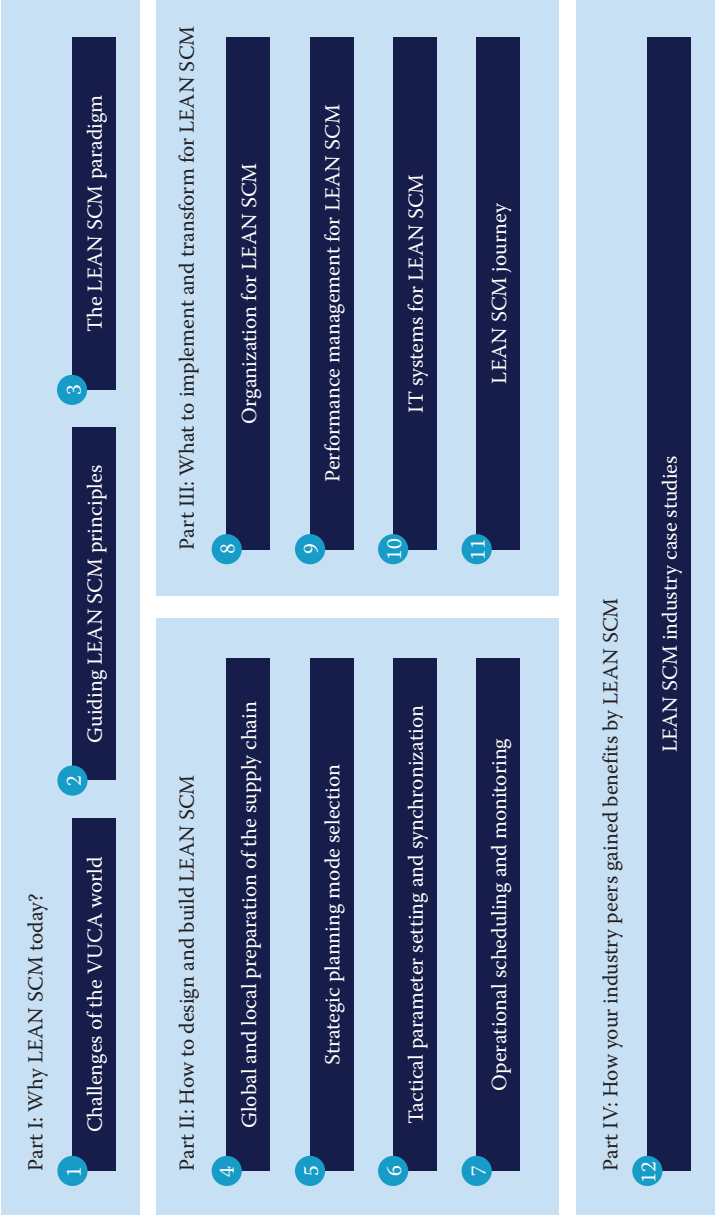 Part I: Why LEAN SCM today?
1
Challenges of the VUCA world
2
Guiding LEAN SCM principles
3
The LEAN SCM paradigm
Part II: How to design and build LEAN SCM
4
Global and local preparation of the supply chain
5
Strategic planning mode selection
6
Tactical parameter setting and synchronization
7
Operational scheduling and monitoring
Part III: What to implement and transform for LEAN SCM
8
Organization for LEAN SCM
9
Performance management for LEAN SCM
10
IT systems for LEAN SCM
11
LEAN SCM journey
Part IV: How your industry peers gained benefits by LEAN SCM
12
LEAN SCM industry case studies